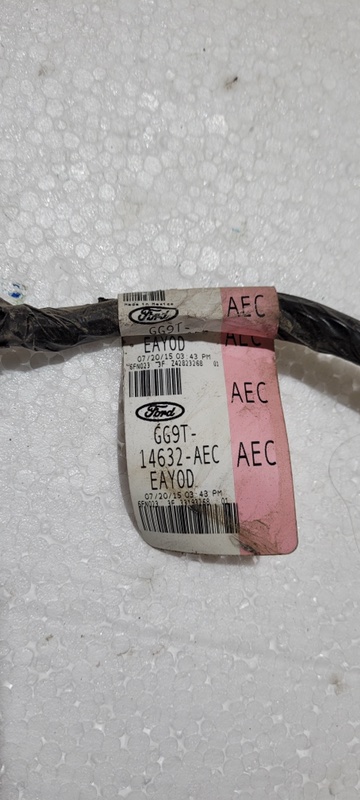 Made in Mexico
Ford
AEC
GG9T-
AEC
EAYOD
07/20/15 03:43 PM
AEC
Ford
GG9T-
14632-AEC
AEC
EAYOD
07/20/15 03:43 PM